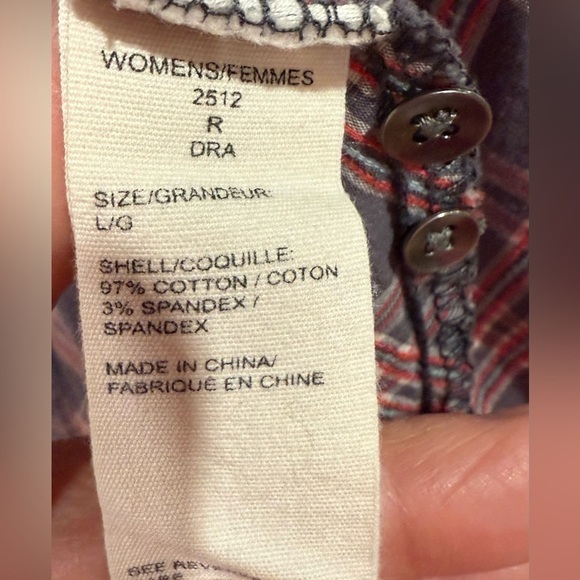 WOMENS/FEMMES
2512
R
DRA
SIZE/GRANDEUR:
L/G
SHELL/COQUILLE:
97% COTTON / COTON
3% SPANDEX /
SPANDEX
MADE IN CHINA/
FABRIQUÉ EN CHINE
SEE